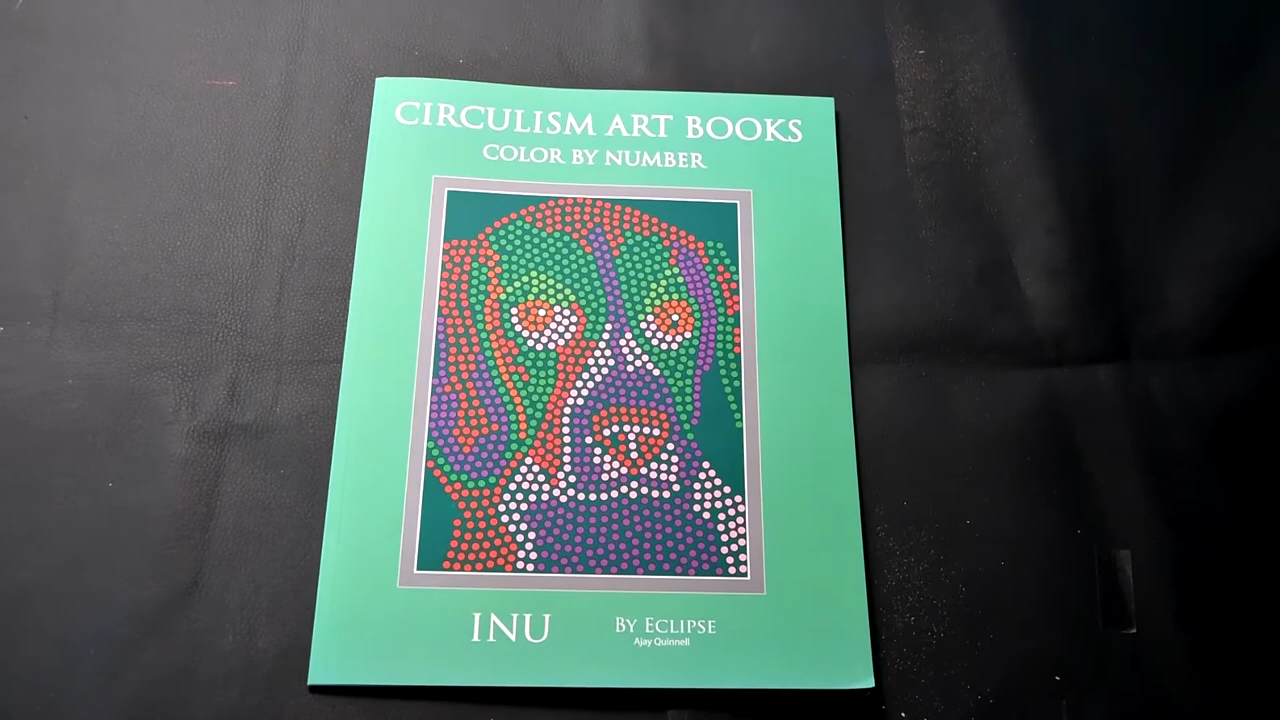 CIRCULISM ART BOOKS
COLOR BY NUMBER
INU
BY ECLIPSE
Ajay Quinnell